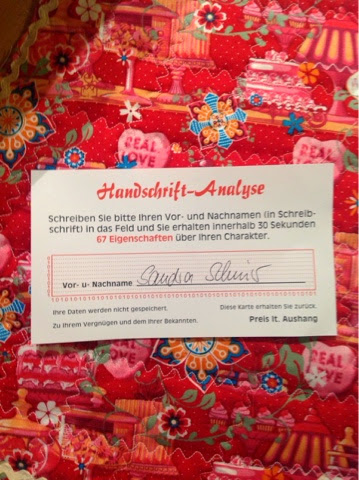 REAL
LOVE
Handschrift-Analyse
Schreiben Sie bitte Ihren Vor- und Nachnamen (in Schreib-
schrift) in das Feld und Sie erhalten innerhalb 30 Sekunden
67 Eigenschaften über Ihren Charakter.
Vor- u- Nachname Sandra
Ihre Daten werden nicht gespeichert.
Diese Karte erhalten Sie zurück.
Zu Ihrem Vergnügen und dem Ihrer Bekannten.
Preis lt. Aushang
LOVE
REAL
LOVE